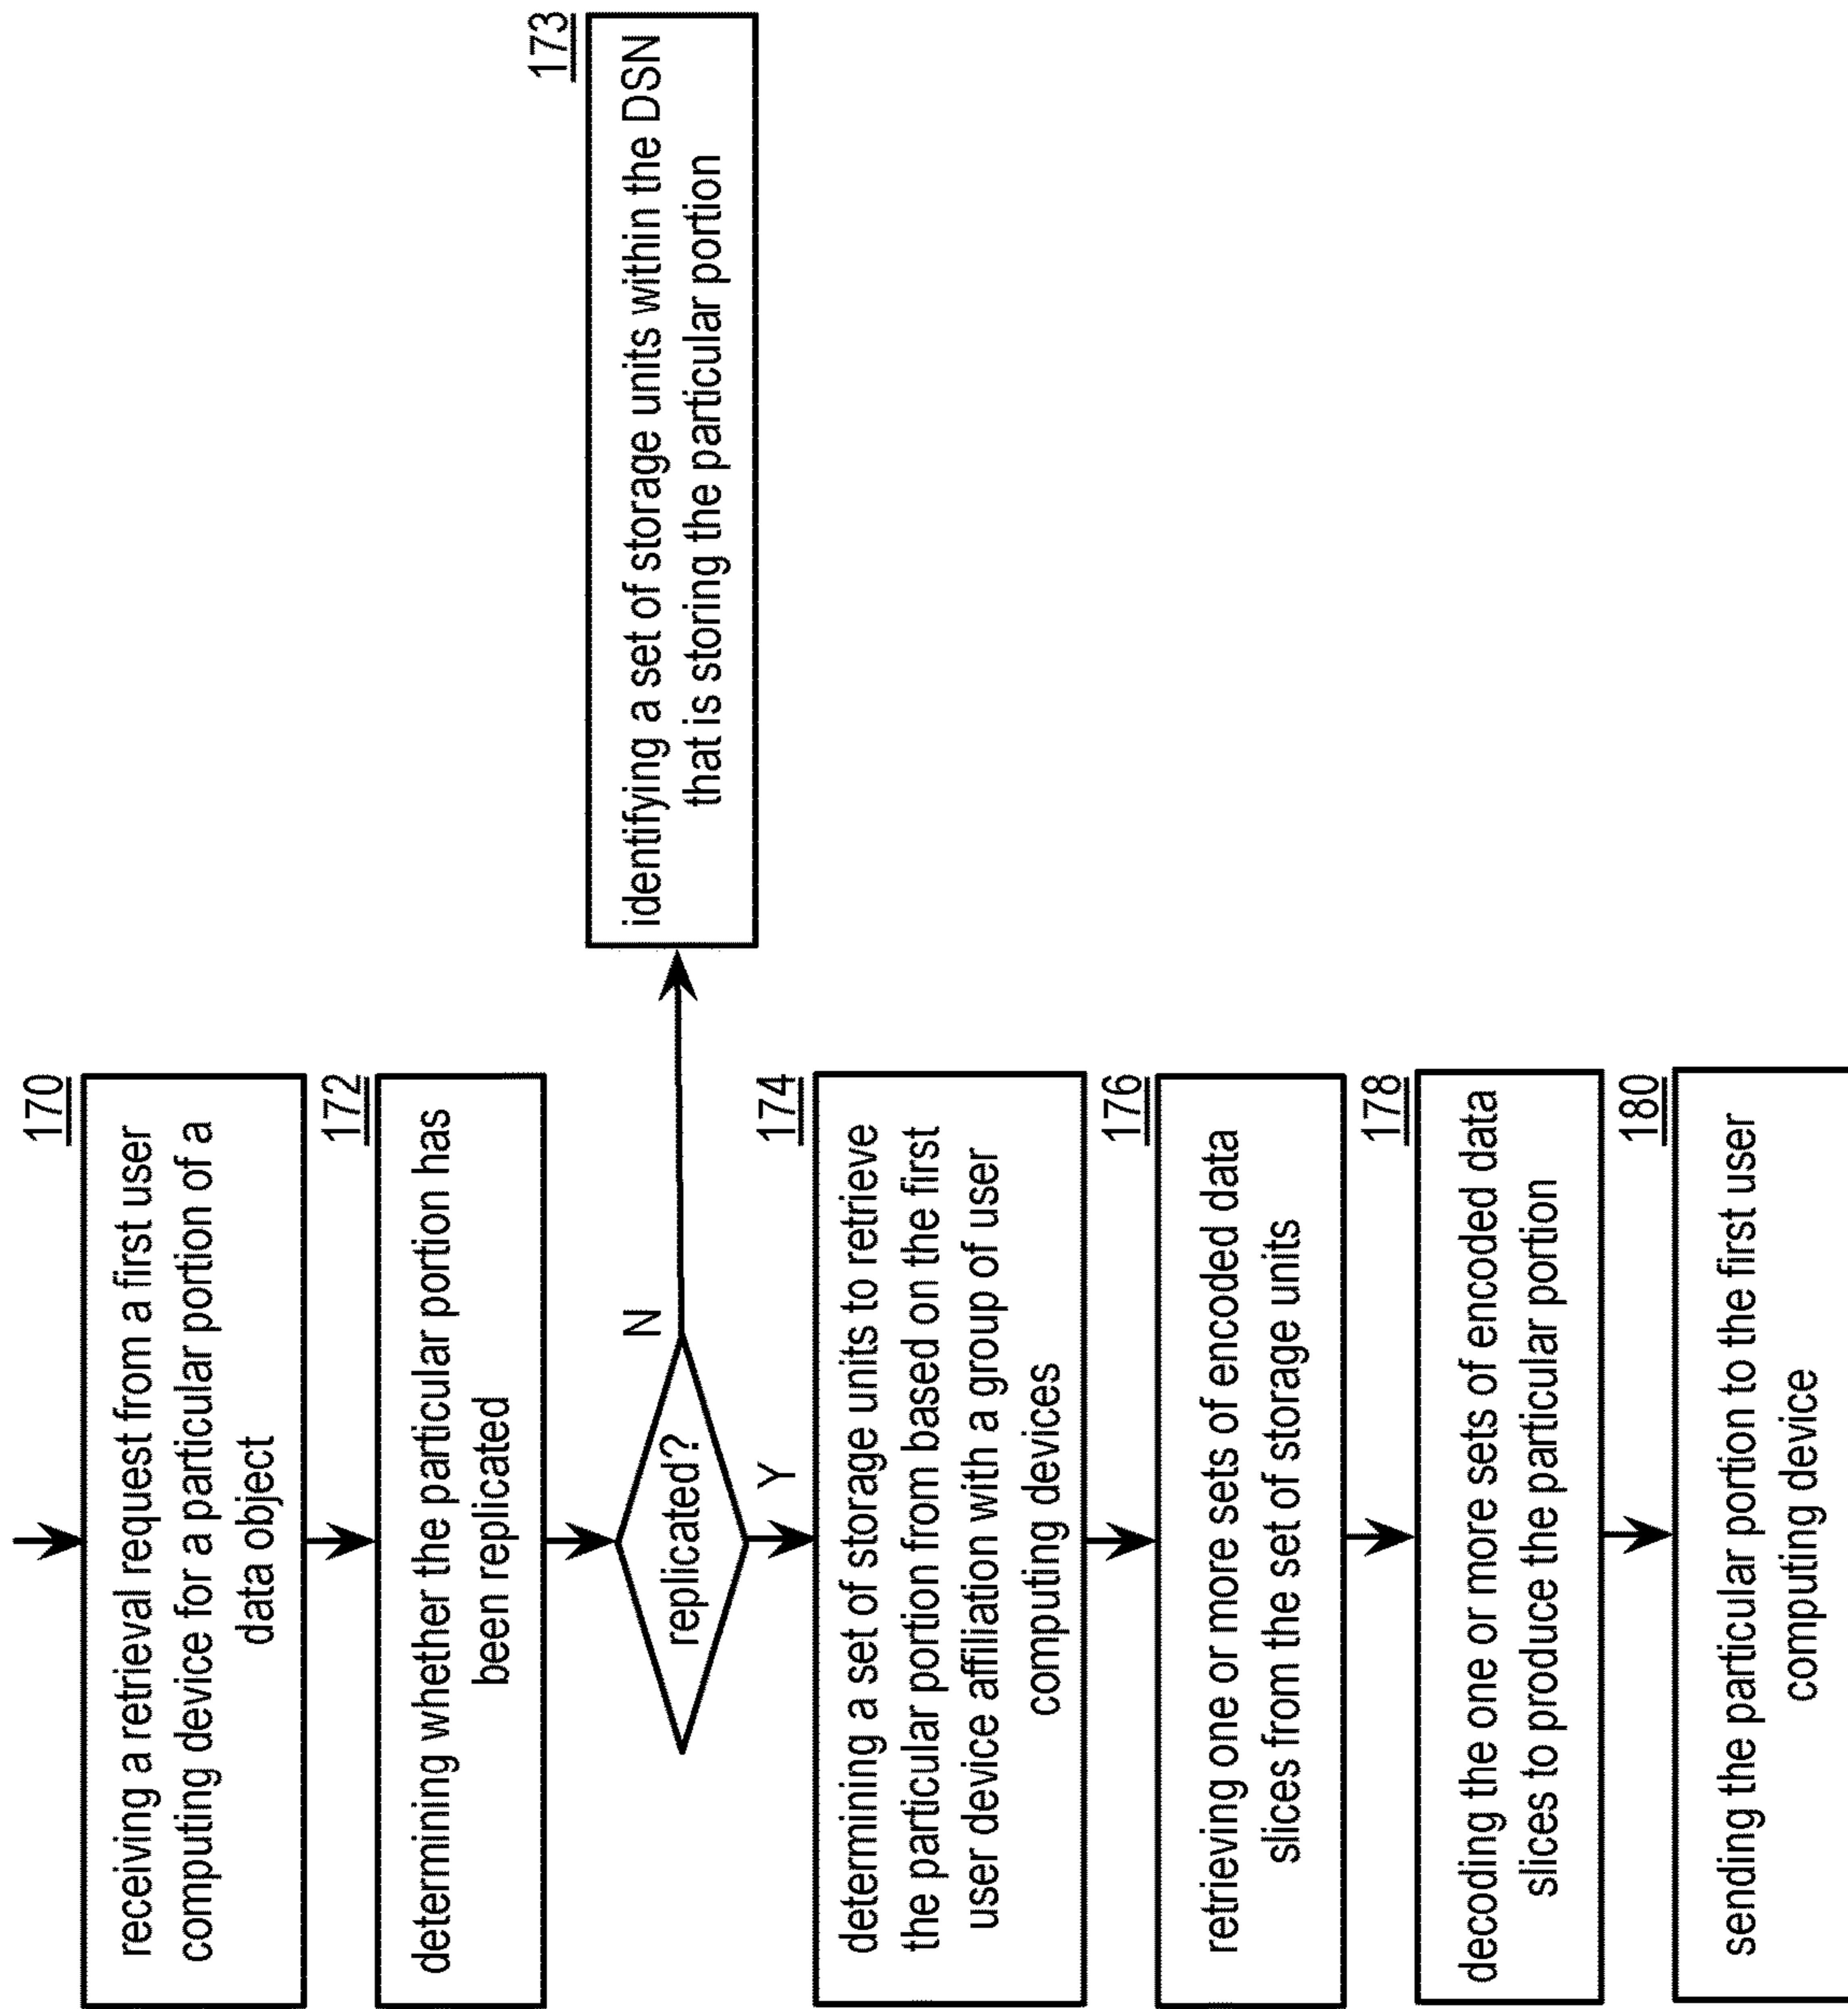 170
receiving a retrieval request from a first user
computing device for a particular portion of a
data object
172
determining whether the particular portion has
been replicated
replicated?
N
Y
173
identifying a set of storage units within the DSN
that is storing the particular portion
174
determining a set of storage units to retrieve
the particular portion from based on the first
user device affiliation with a group of user
computing devices
176
retrieving one or more sets of encoded data
slices from the set of storage units
178
decoding the one or more sets of encoded data
slices to produce the particular portion
180
sending the particular portion to the first user
computing device